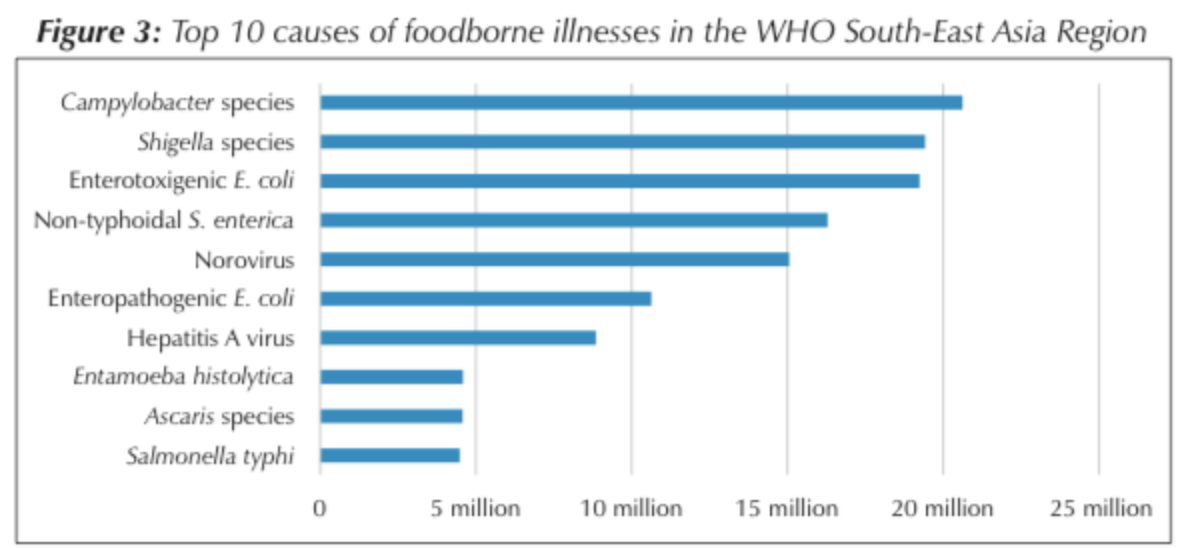 Figure 3: Top 10 causes of foodborne illnesses in the WHO South-East Asia Region
Campylobacter species
Shigella species
Enterotoxigenic E. coli
Non-typhoidal S. enterica
Norovirus
Enteropathogenic E. coli
Hepatitis A virus
Entamoeba histolytica
Ascaris species
Salmonella typhi
0 5 million 10 million 15 million 20 million 25 million